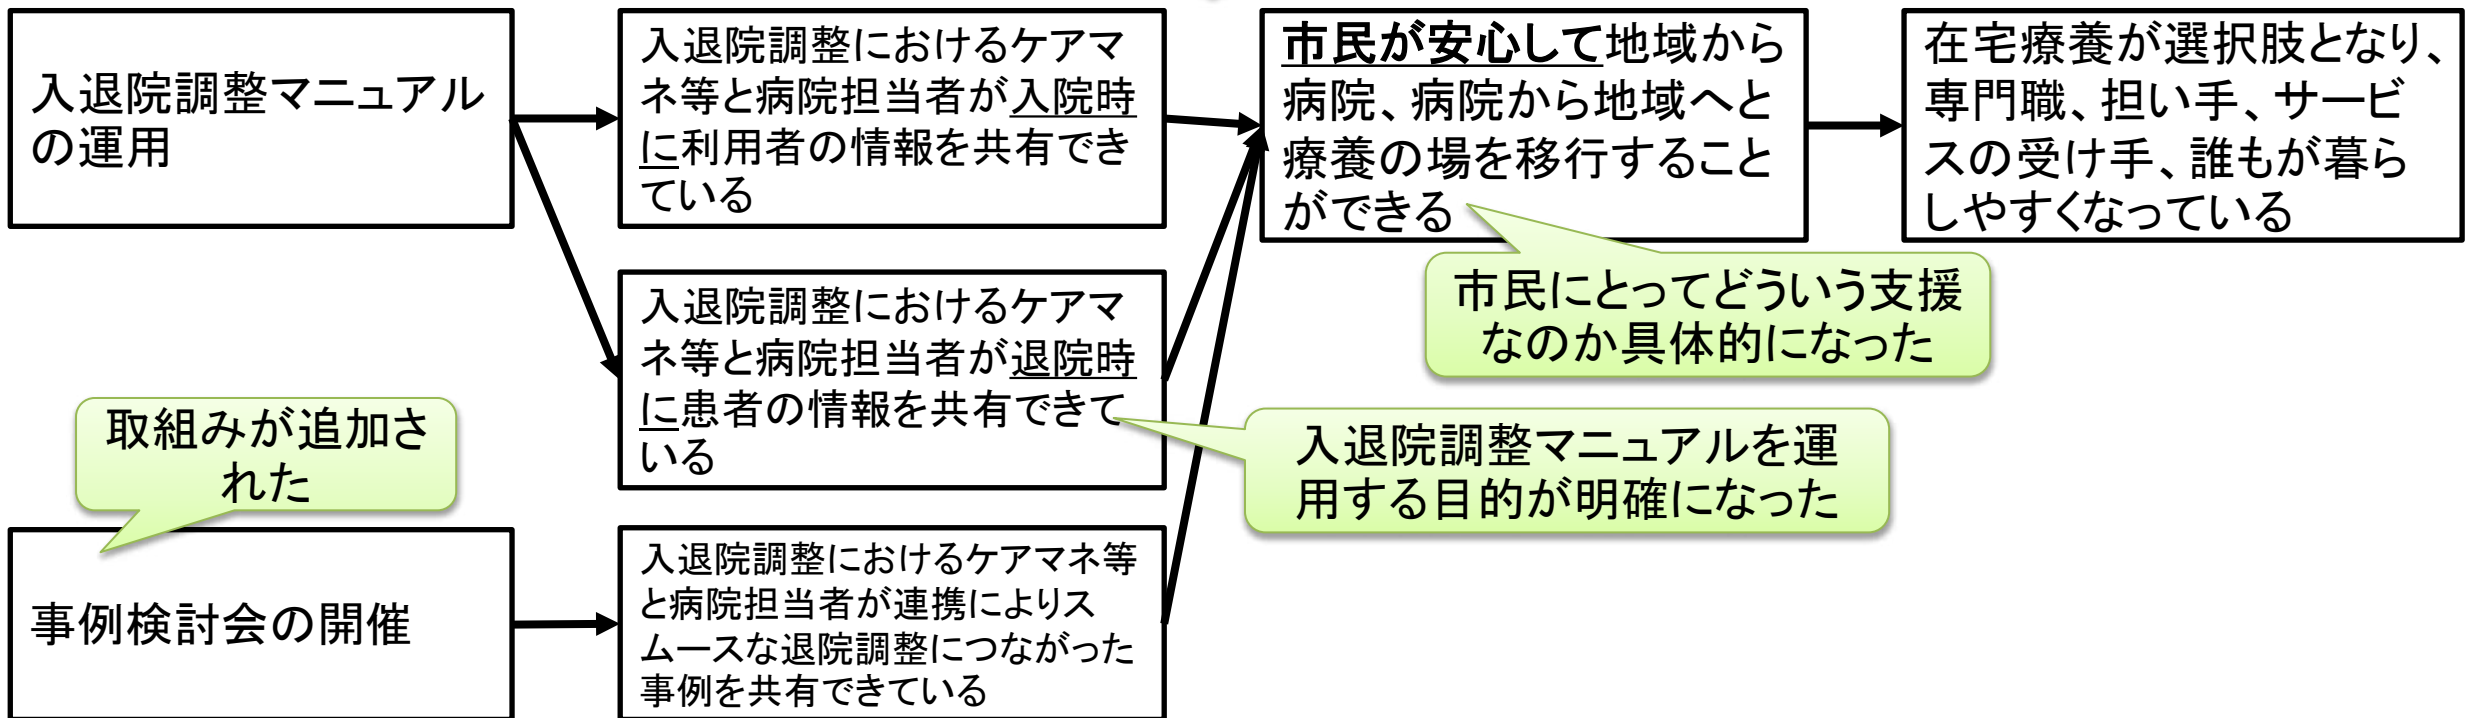 入退院調整マニュアル
の運用
入退院調整におけるケアマ
ネ等と病院担当者が入院時
に利用者の情報を共有でき
ている
市民が安心して地域から
病院、病院から地域へと
療養の場を移行すること
ができる
在宅療養が選択肢となり、
専門職、担い手、サービ
スの受け手、誰もが暮ら
しやすくなっている
市民にとってどういう支援
なのか具体的になった
入退院調整におけるケアマ
ネ等と病院担当者が退院時
に患者の情報を共有できて
いる
入退院調整マニュアルを運
用する目的が明確になった
取組みが追加さ
れた
事例検討会の開催
入退院調整におけるケアマネ等
と病院担当者が連携によりス
ムースな退院調整につながった
事例を共有できている